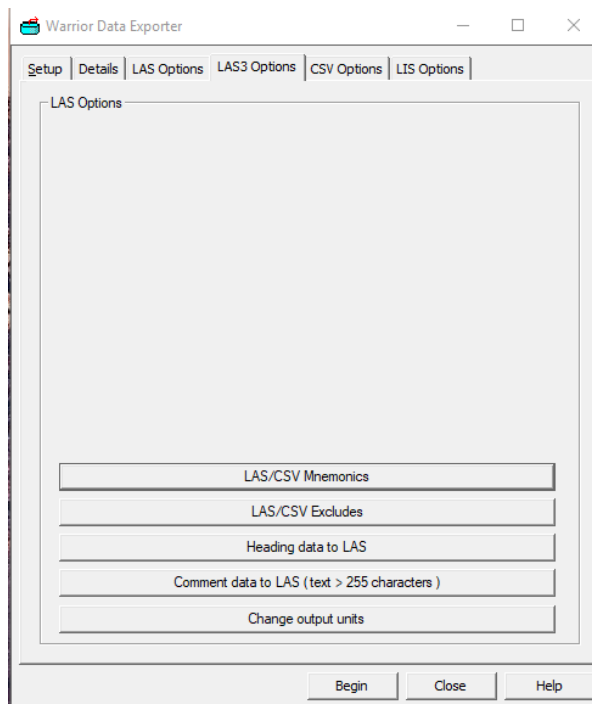 Warrior Data Exporter
Setup Details LAS Options LAS3 Options CSV Options LIS Options
LAS Options
LAS/CSV Mnemonics
LAS/CSV Excludes
Heading data to LAS
Comment data to LAS ( text > 255 characters )
Change output units
Begin Close Help